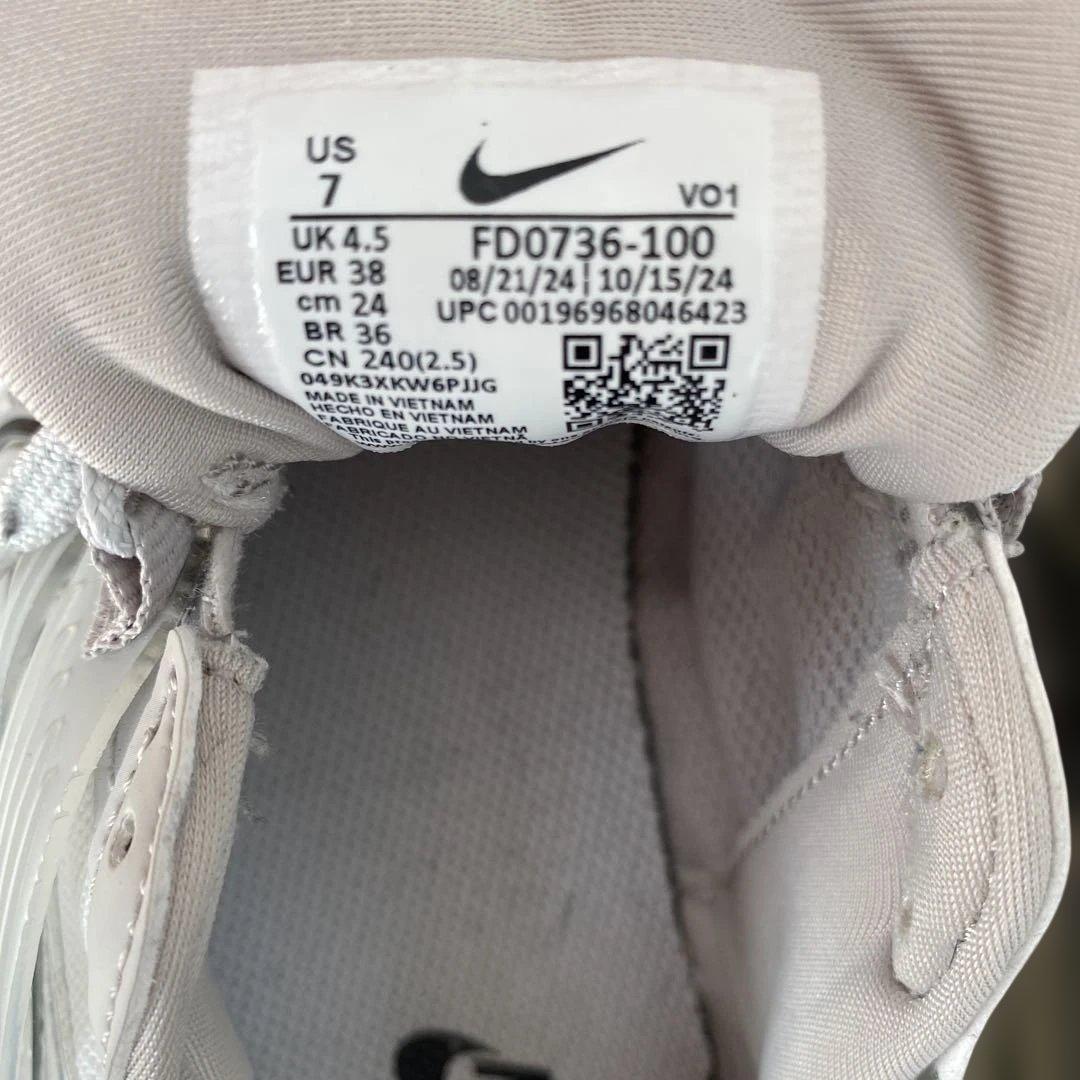 US
7
VO1
UK 4.5
FD0736-100
EUR 38
08/21/24 | 10/15/24
cm 24
UPC 00196968046423
BR 36
CN 240(2.5)
049K3XKW6PJJG
MADE IN VIETNAM
HECHO EN VIETNAM
FABRIQUE AU VIETNAM
FABRICADO